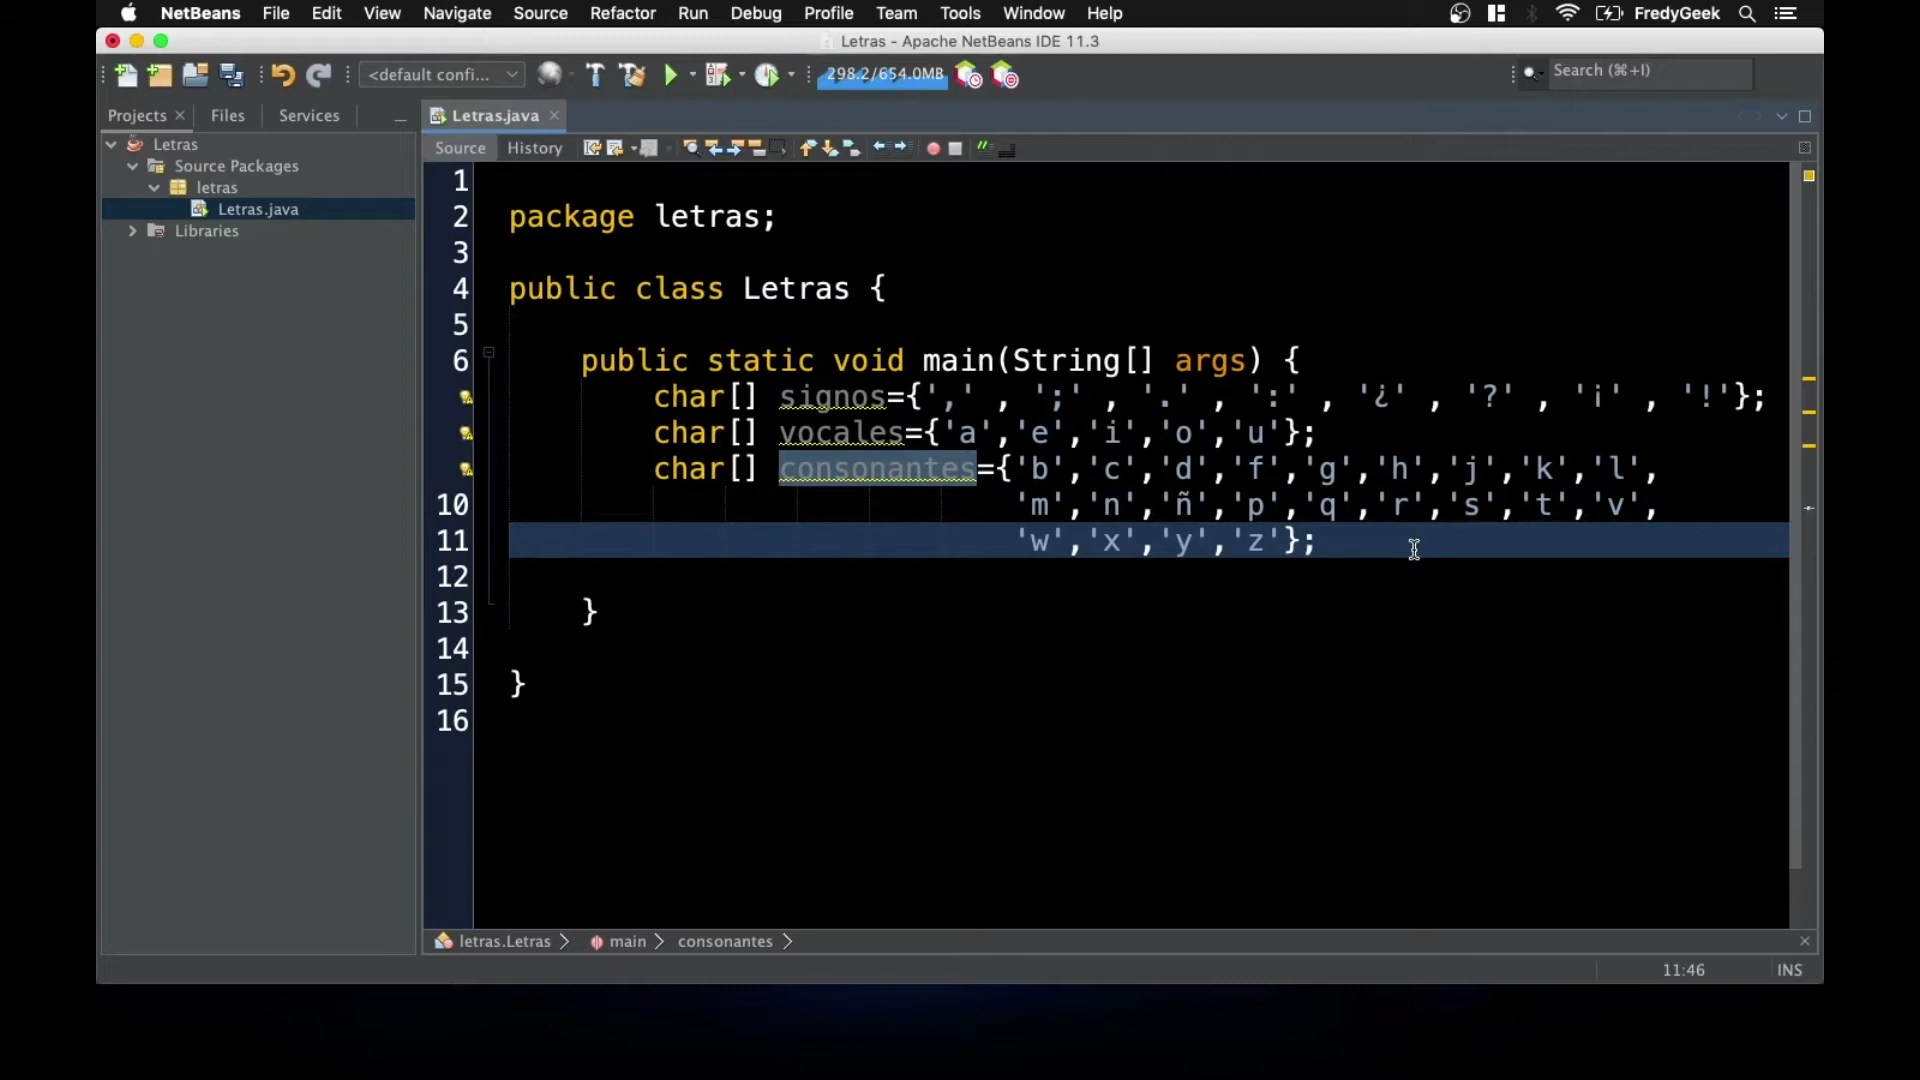 NetBeans File Edit View Navigate Source Refactor Run Debug Profile Team Tools Window Help FredyGeek
Letras - Apache NetBeans IDE 11.3
<default confi... 298.2/654.0MB Search (⌘+I)
Projects Files Services Letras.java
Source History
Letras
Source Packages
letras
Letras.java
Libraries
1
2 package letras;
3
4 public class Letras {
5
6 public static void main(String[] args) {
char[] signos={',' , ';' , '.' , ':' , '¿' , '?' , '¡' , '!'};
char[] vocales={'a','e','i','o','u'};
char[] consonantes={'b','c','d','f','g','h','j','k','l',
10 'm','n','ñ','p','q','r','s','t','v',
11 'w','x','y','z'};
12
13 }
14
15 }
16
letras.Letras main consonantes
11:46 INS